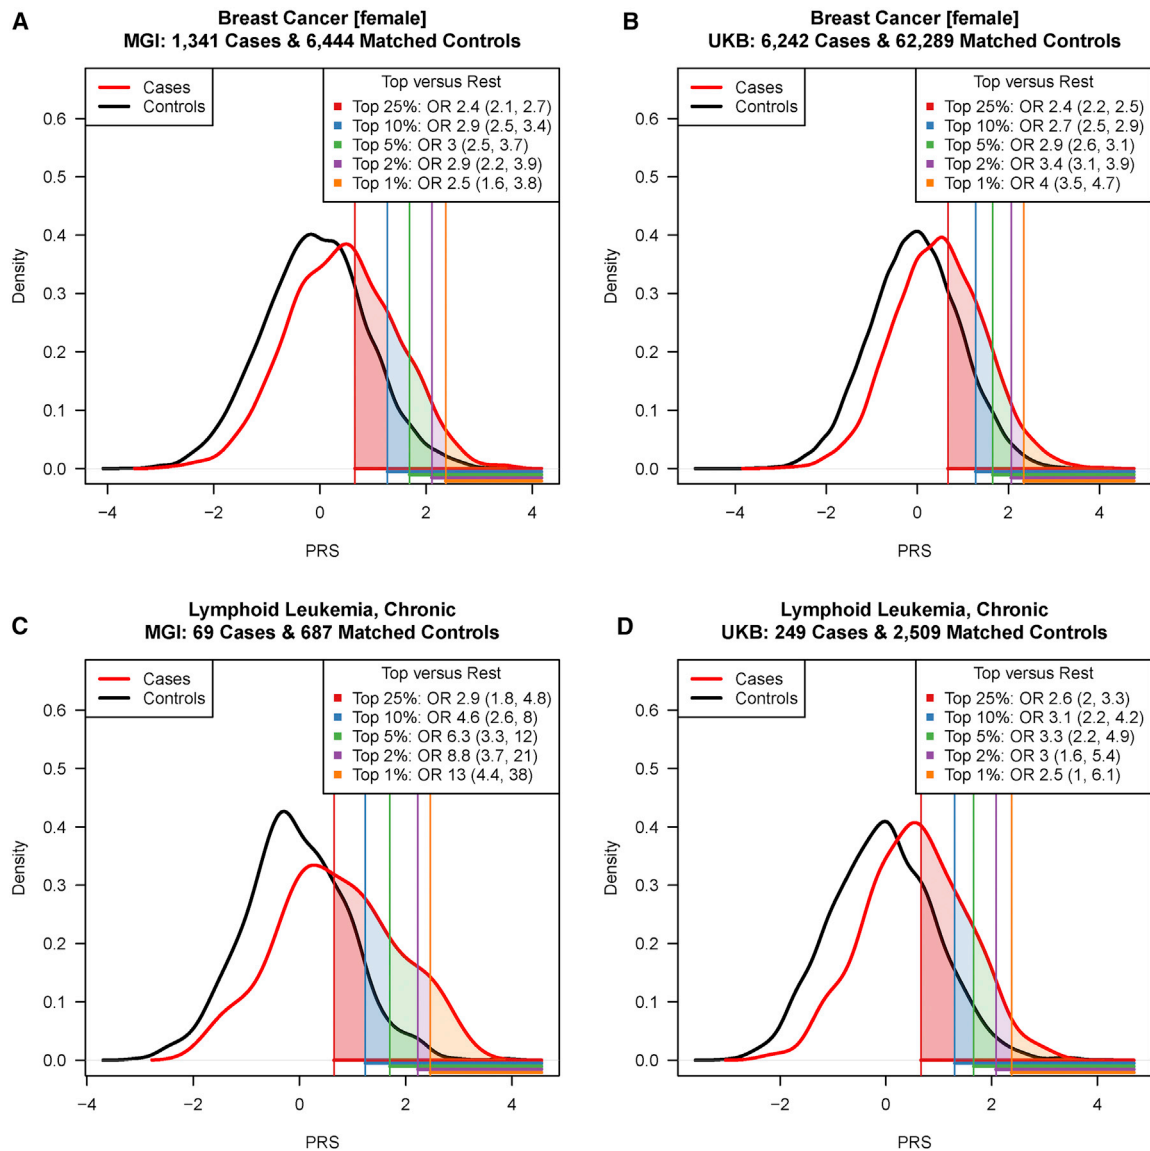 A
Breast Cancer [female]
MGI: 1,341 Cases & 6,444 Matched Controls
Cases
Controls
Top versus Rest
Top 25%: OR 2.4 (2.1, 2.7)
Top 10%: OR 2.9 (2.5, 3.4)
Top 5%: OR 3 (2.5, 3.7)
Top 2%: OR 2.9 (2.2, 3.9)
Top 1%: OR 2.5 (1.6, 3.8)
Density
0.6
0.5
0.4
0.3
0.2
0.1
0.0
−4 −2 0 2 4
PRS
B
Breast Cancer [female]
UKB: 6,242 Cases & 62,289 Matched Controls
Cases
Controls
Top versus Rest
Top 25%: OR 2.4 (2.2, 2.5)
Top 10%: OR 2.7 (2.5, 2.9)
Top 5%: OR 2.9 (2.6, 3.1)
Top 2%: OR 3.4 (3.1, 3.9)
Top 1%: OR 4 (3.5, 4.7)
Density
0.6
0.5
0.4
0.3
0.2
0.1
0.0
−4 −2 0 2 4
PRS
C
Lymphoid Leukemia, Chronic
MGI: 69 Cases & 687 Matched Controls
Cases
Controls
Top versus Rest
Top 25%: OR 2.9 (1.8, 4.8)
Top 10%: OR 4.6 (2.6, 8)
Top 5%: OR 6.3 (3.3, 12)
Top 2%: OR 8.8 (3.7, 21)
Top 1%: OR 13 (4.4, 38)
Density
0.6
0.5
0.4
0.3
0.2
0.1
0.0
−4 −2 0 2 4
PRS
D
Lymphoid Leukemia, Chronic
UKB: 249 Cases & 2,509 Matched Controls
Cases
Controls
Top versus Rest
Top 25%: OR 2.6 (2, 3.3)
Top 10%: OR 3.1 (2.2, 4.2)
Top 5%: OR 3.3 (2.2, 4.9)
Top 2%: OR 3 (1.6, 5.4)
Top 1%: OR 2.5 (1, 6.1)
Density
0.6
0.5
0.4
0.3
0.2
0.1
0.0
−2 0 2 4
PRS